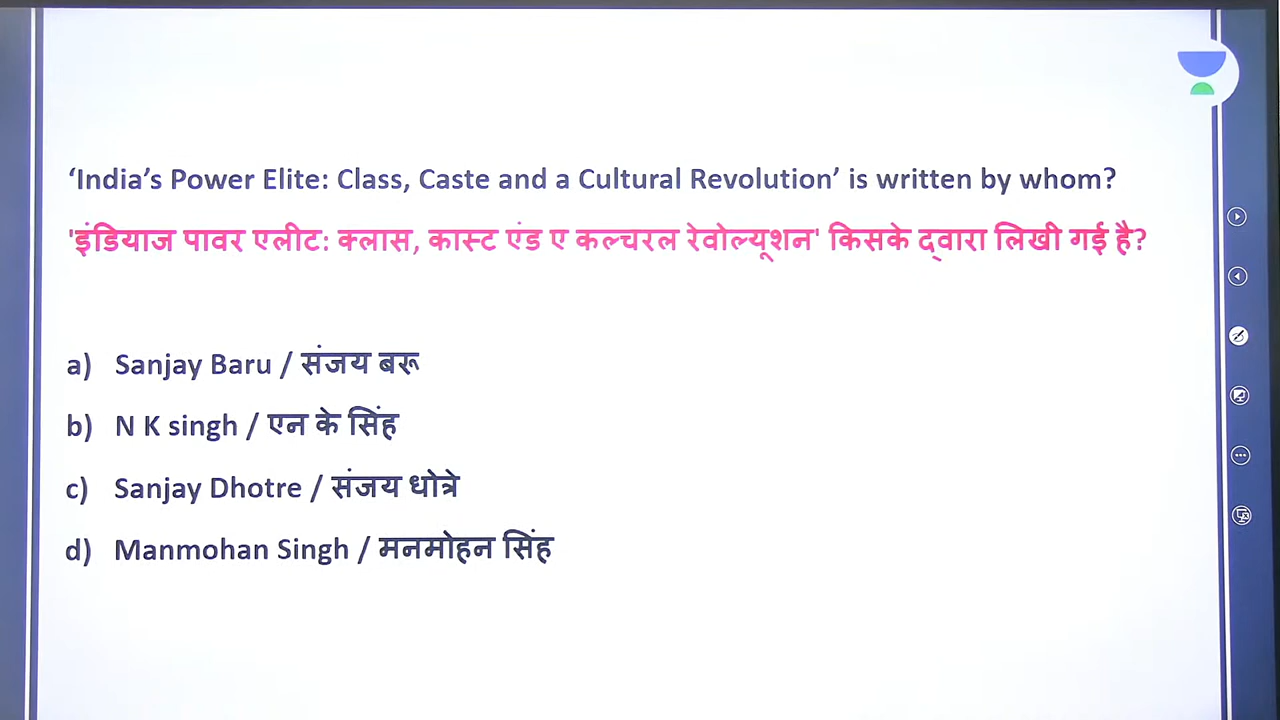 ‘India’s Power Elite: Class, Caste and a Cultural Revolution’ is written by whom?
'इंडियाज पावर एलीट: क्लास, कास्ट एंड ए कल्चरल रेवोल्यूशन' किसके द्वारा लिखी गई है?
a) Sanjay Baru / संजय बरू
b) N K singh / एन के सिंह
c) Sanjay Dhotre / संजय धोत्रे
d) Manmohan Singh / मनमोहन सिंह